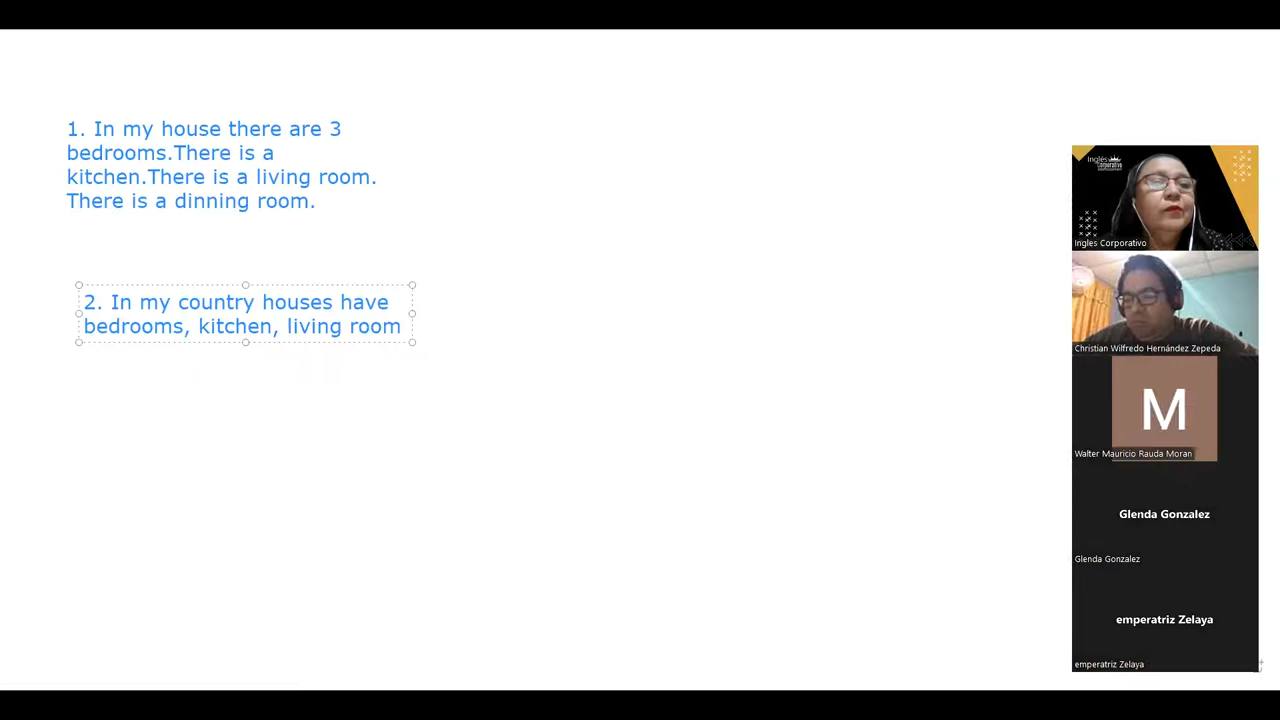 1. In my house there are 3
bedrooms.There is a
kitchen.There is a living room.
There is a dinning room.
2. In my country houses have
bedrooms, kitchen, living room
Inglés
Corporativo
Ingles Corporativo
Christian Wilfredo Hernández Zepeda
M
Walter Mauricio Rauda Moran
Glenda Gonzalez
Glenda Gonzalez
emperatriz Zelaya
emperatriz Zelaya